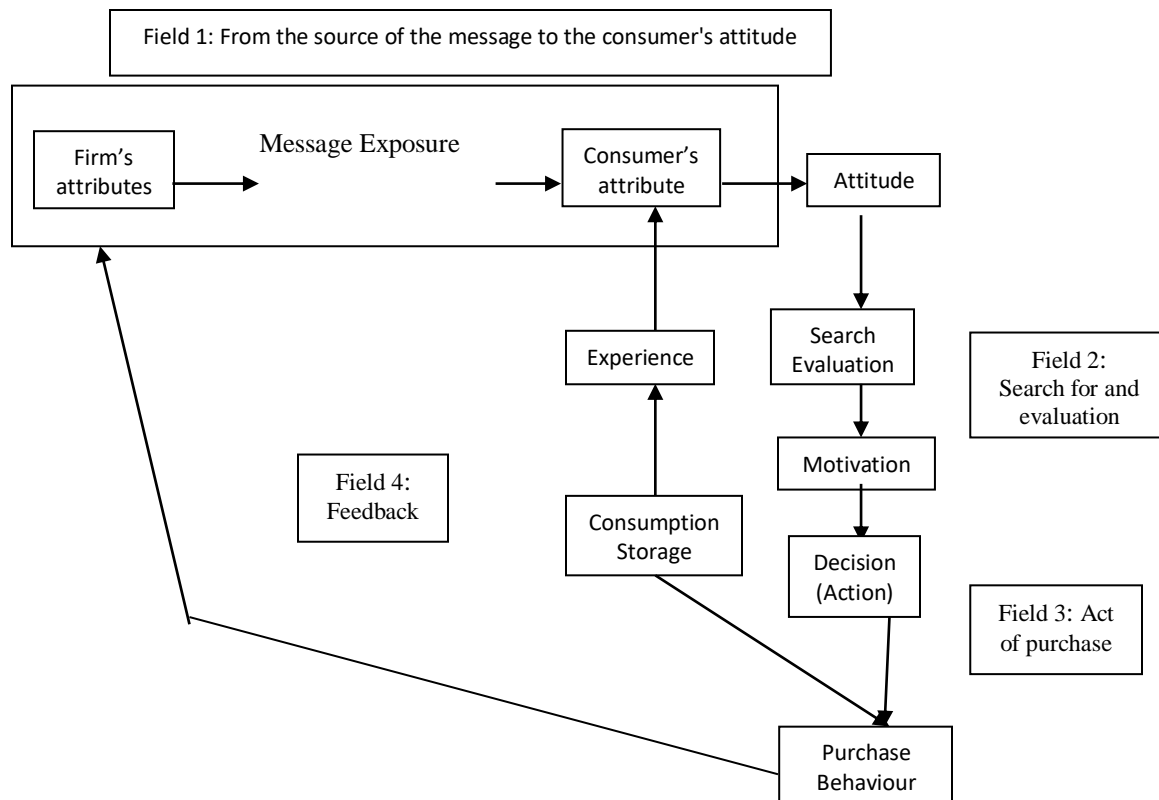 Field 1: From the source of the message to the consumer's attitude
Firm's
attributes
Message Exposure
Consumer's
attribute
Attitude
Search
Evaluation
Field 2:
Search for and
evaluation
Experience
Motivation
Field 4:
Feedback
Consumption
Storage
Decision
(Action)
Field 3: Act
of purchase
Purchase
Behaviour